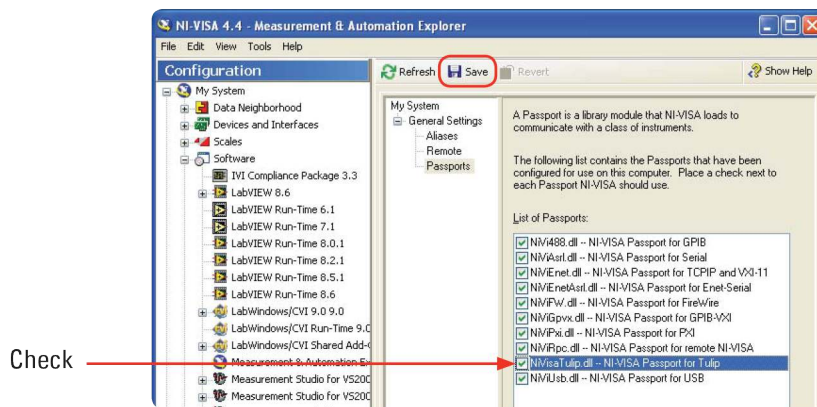 NI-VISA 4.4 - Measurement & Automation Explorer
File Edit View Tools Help
Configuration
My System
Data Neighborhood
Devices and Interfaces
Scales
Software
IVI Compliance Package 3.3
LabVIEW 8.6
LabVIEW Run-Time 6.1
LabVIEW Run-Time 7.1
LabVIEW Run-Time 8.0.1
LabVIEW Run-Time 8.2.1
LabVIEW Run-Time 8.5.1
LabVIEW Run-Time 8.6
LabWindows/CVI 9.0 9.0
LabWindows/CVI Run-Time 9.0
LabWindows/CVI Shared Add-
Measurement & Automation Ex
Measurement Studio for VS200
Measurement Studio for VS200
Refresh Save Revert Show Help
My System
General Settings
Aliases
Remote
Passports
A Passport is a library module that NI-VISA loads to
communicate with a class of instruments.
The following list contains the Passports that have been
configured for use on this computer. Place a check next to
each Passport NI-VISA should use.
List of Passports:
NiVi488.dll -- NI-VISA Passport for GPIB
NiViAsrl.dll -- NI-VISA Passport for Serial
NiViEnet.dll -- NI-VISA Passport for TCPIP and VXI-11
NiViEnetAsrl.dll -- NI-VISA Passport for Enet-Serial
NiViFW.dll -- NI-VISA Passport for FireWire
NiViGpvx.dll -- NI-VISA Passport for GPIB-VXI
NiViPxi.dll -- NI-VISA Passport for PXI
NiViRpc.dll -- NI-VISA Passport for remote NI-VISA
NiVisaTulip.dll -- NI-VISA Passport for Tulip
NiViUsb.dll -- NI-VISA Passport for USB
Check